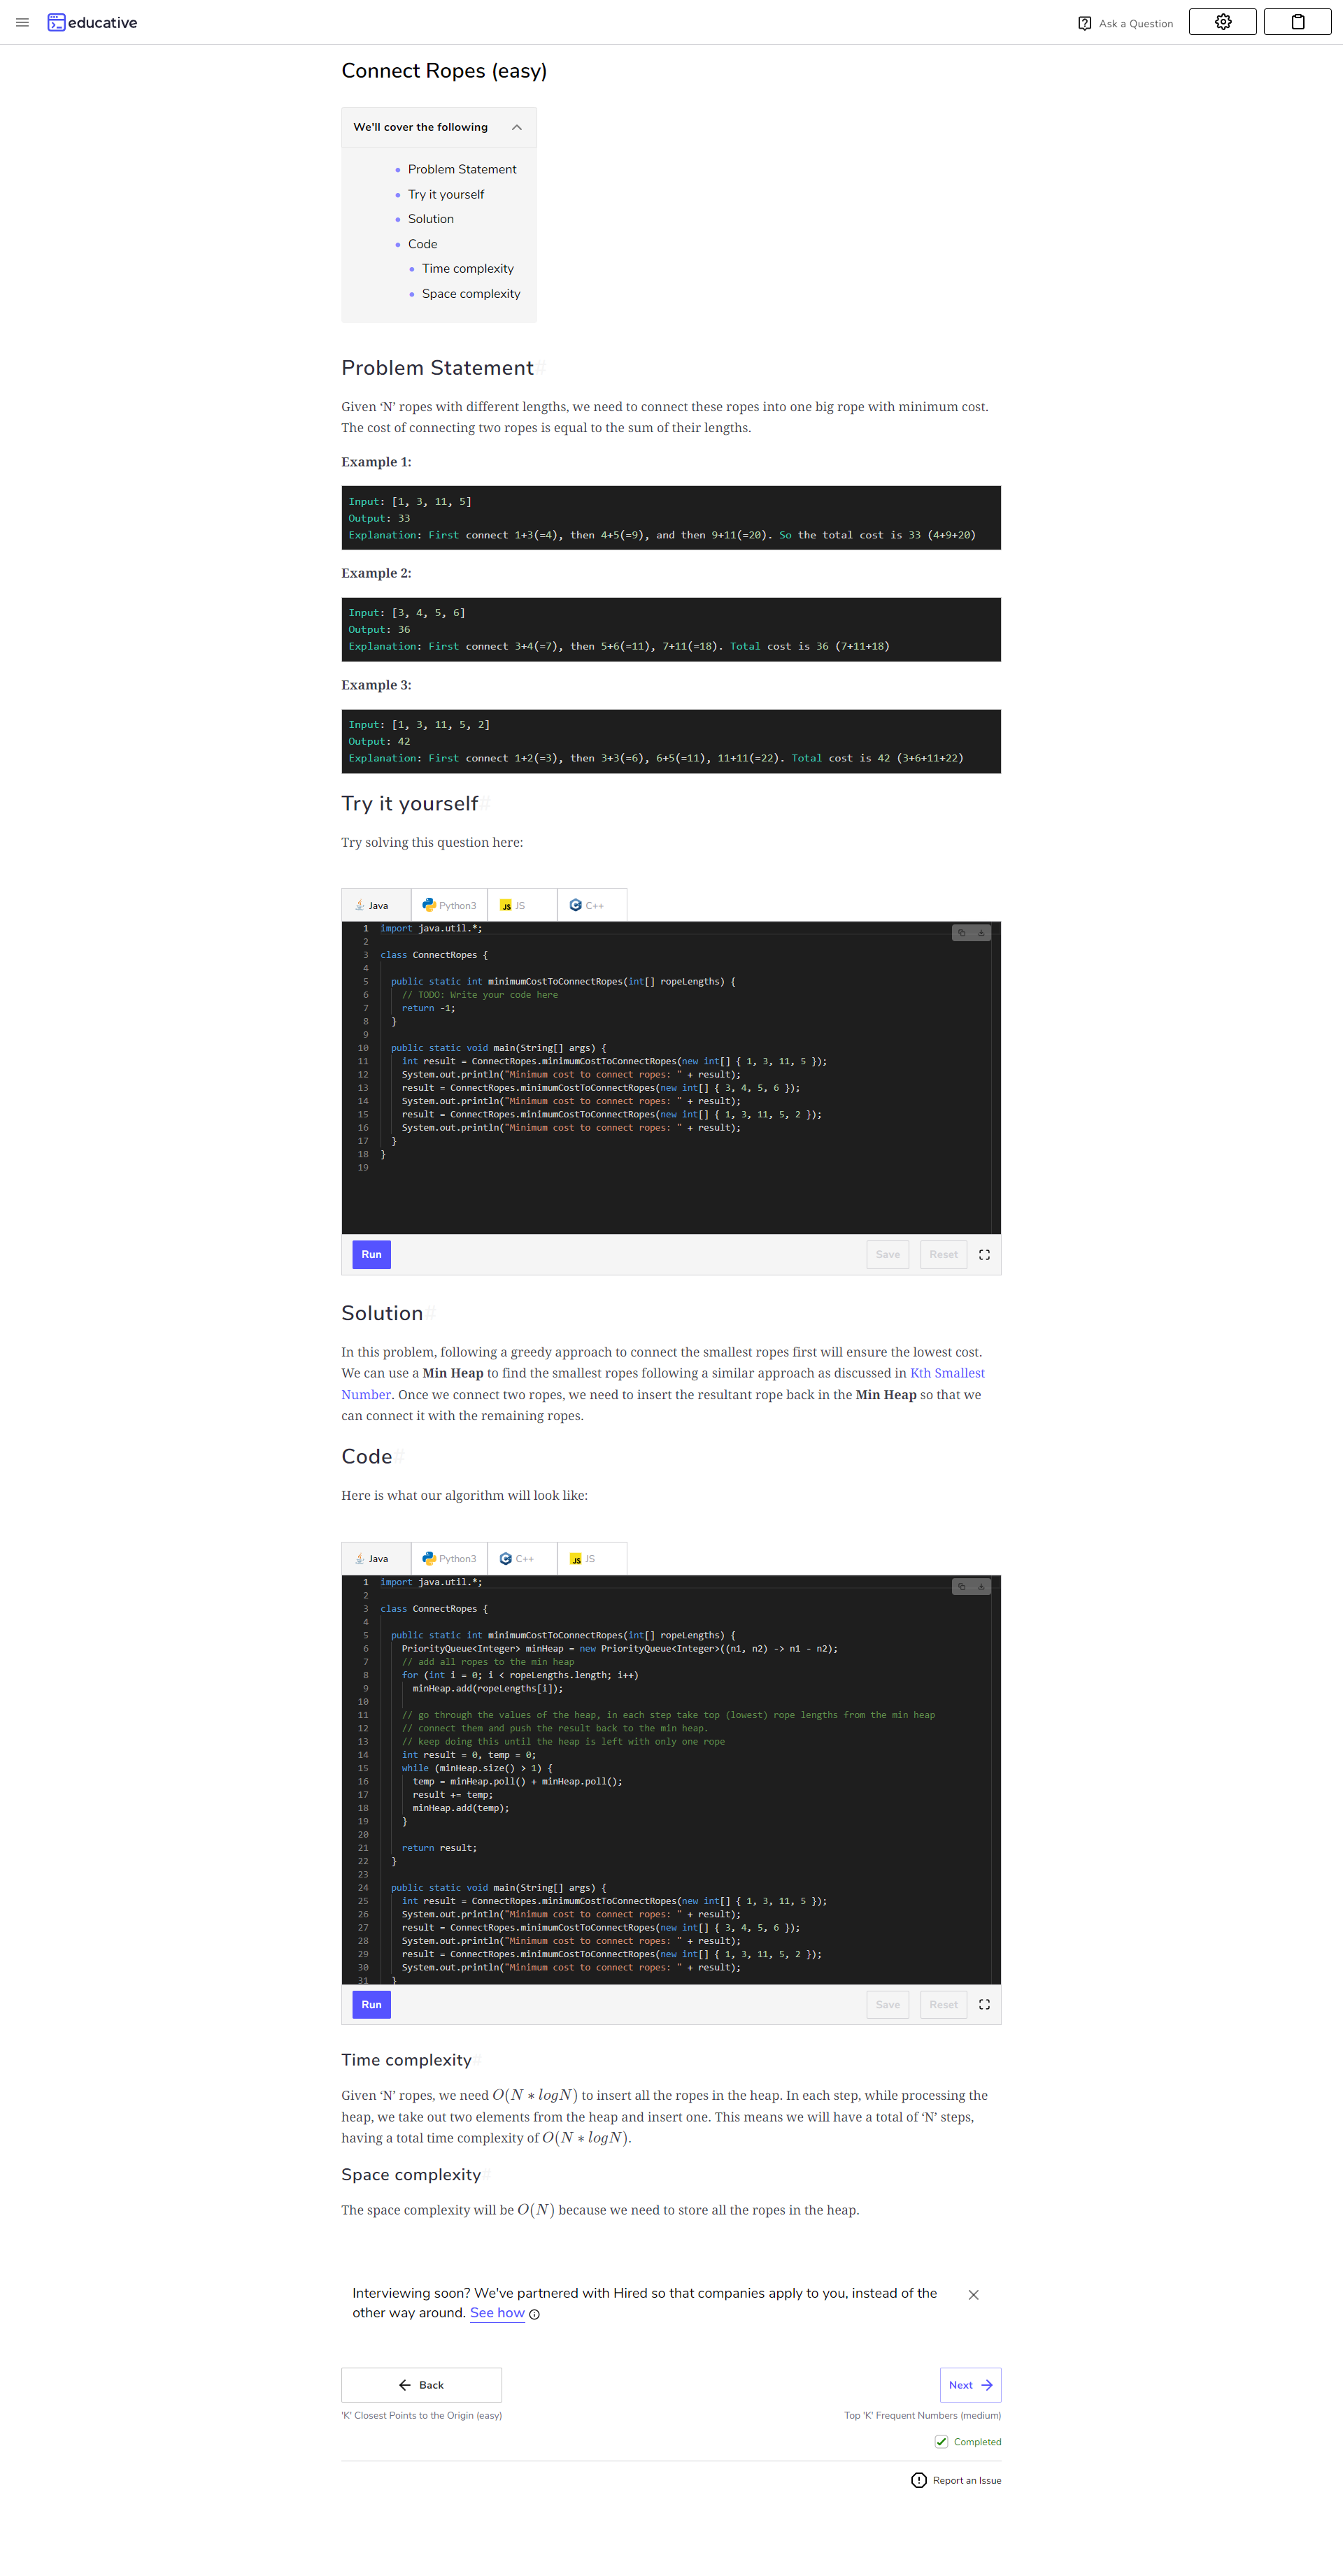 educative
Ask a Question
Connect Ropes (easy)
We'll cover the following
Problem Statement
Try it yourself
Solution
Code
Time complexity
Space complexity
Problem Statement#
Given ‘N’ ropes with different lengths, we need to connect these ropes into one big rope with minimum cost.
The cost of connecting two ropes is equal to the sum of their lengths.
Example 1:
Input: [1, 3, 11, 5]
Output: 33
Explanation: First connect 1+3(=4), then 4+5(=9), and then 9+11(=20). So the total cost is 33 (4+9+20)
Example 2:
Input: [3, 4, 5, 6]
Output: 36
Explanation: First connect 3+4(=7), then 5+6(=11), 7+11(=18). Total cost is 36 (7+11+18)
Example 3:
Input: [1, 3, 11, 5, 2]
Output: 42
Explanation: First connect 1+2(=3), then 3+3(=6), 6+5(=11), 11+11(=22). Total cost is 42 (3+6+11+22)
Try it yourself#
Try solving this question here:
Java Python3 JS JS C++
1 import java.util.*;
2
3 class ConnectRopes {
4
5 public static int minimumCostToConnectRopes(int[] ropeLengths) {
6 // TODO: Write your code here
7 return -1;
8 }
9
10 public static void main(String[] args) {
11 int result = ConnectRopes.minimumCostToConnectRopes(new int[] { 1, 3, 11, 5 });
12 System.out.println("Minimum cost to connect ropes: " + result);
13 result = ConnectRopes.minimumCostToConnectRopes(new int[] { 3, 4, 5, 6 });
14 System.out.println("Minimum cost to connect ropes: " + result);
15 result = ConnectRopes.minimumCostToConnectRopes(new int[] { 1, 3, 11, 5, 2 });
16 System.out.println("Minimum cost to connect ropes: " + result);
17 }
18 }
19
Run Save Reset
Solution#
In this problem, following a greedy approach to connect the smallest ropes first will ensure the lowest cost.
We can use a Min Heap to find the smallest ropes following a similar approach as discussed in Kth Smallest
Number. Once we connect two ropes, we need to insert the resultant rope back in the Min Heap so that we
can connect it with the remaining ropes.
Code#
Here is what our algorithm will look like:
Java Python3 C++ JS JS
1 import java.util.*;
2
3 class ConnectRopes {
4
5 public static int minimumCostToConnectRopes(int[] ropeLengths) {
6 PriorityQueue<Integer> minHeap = new PriorityQueue<Integer>((n1, n2) -> n1 - n2);
7 // add all ropes to the min heap
8 for (int i = 0; i < ropeLengths.length; i++)
9 minHeap.add(ropeLengths[i]);
10
11 // go through the values of the heap, in each step take top (lowest) rope lengths from the min heap
12 // connect them and push the result back to the min heap.
13 // keep doing this until the heap is left with only one rope
14 int result = 0, temp = 0;
15 while (minHeap.size() > 1) {
16 temp = minHeap.poll() + minHeap.poll();
17 result += temp;
18 minHeap.add(temp);
19 }
20
21 return result;
22 }
23
24 public static void main(String[] args) {
25 int result = ConnectRopes.minimumCostToConnectRopes(new int[] { 1, 3, 11, 5 });
26 System.out.println("Minimum cost to connect ropes: " + result);
27 result = ConnectRopes.minimumCostToConnectRopes(new int[] { 3, 4, 5, 6 });
28 System.out.println("Minimum cost to connect ropes: " + result);
29 result = ConnectRopes.minimumCostToConnectRopes(new int[] { 1, 3, 11, 5, 2 });
30 System.out.println("Minimum cost to connect ropes: " + result);
31 }
Run Save Reset
Time complexity#
Given ‘N’ ropes, we need O(N ∗ logN) to insert all the ropes in the heap. In each step, while processing the
heap, we take out two elements from the heap and insert one. This means we will have a total of ‘N’ steps,
having a total time complexity of O(N ∗ logN).
Space complexity
The space complexity will be O(N) because we need to store all the ropes in the heap.
Interviewing soon? We've partnered with Hired so that companies apply to you, instead of the
other way around. See how
Back Next
'K' Closest Points to the Origin (easy) Top 'K' Frequent Numbers (medium)
Completed
Report an Issue